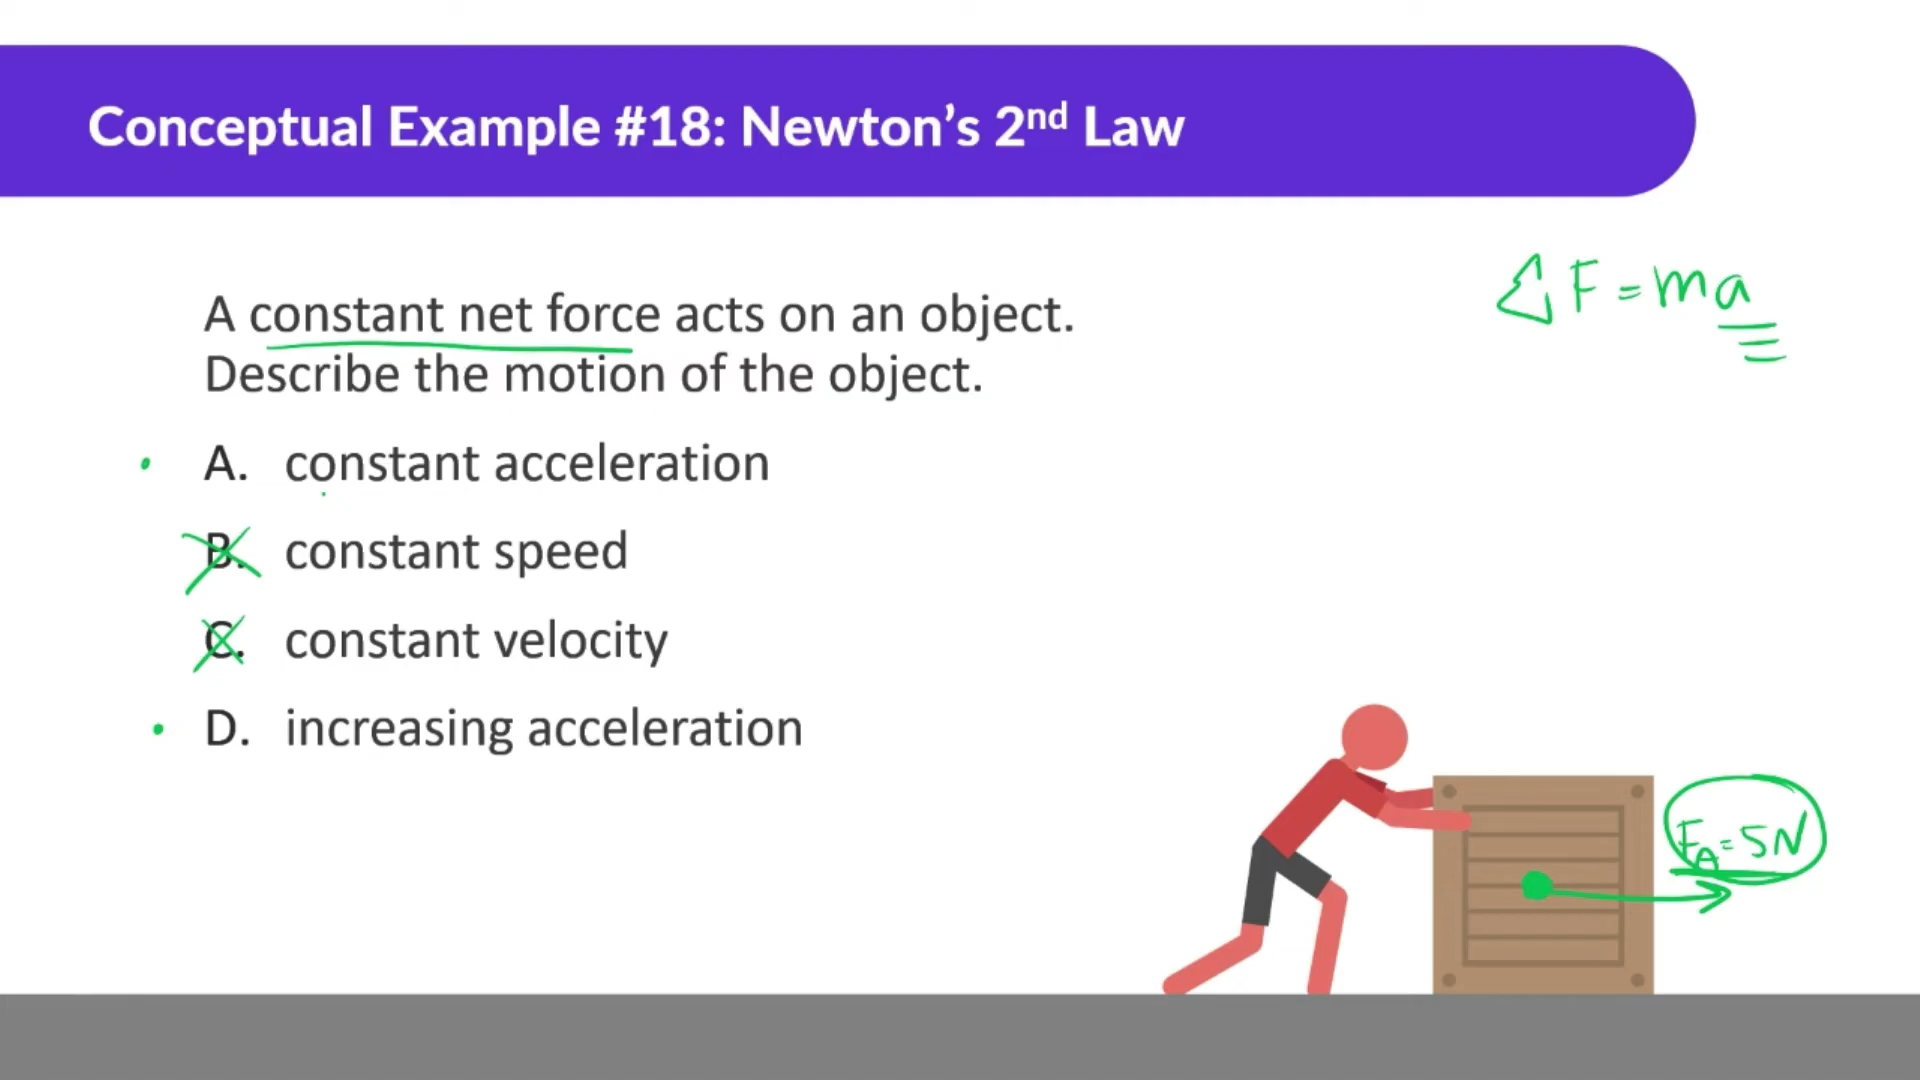 Conceptual Example #18: Newton's 2nd Law
ΣF = ma
A constant net force acts on an object.
Describe the motion of the object.
A. constant acceleration
B. constant speed
C. constant velocity
D. increasing acceleration
F_A = 5N